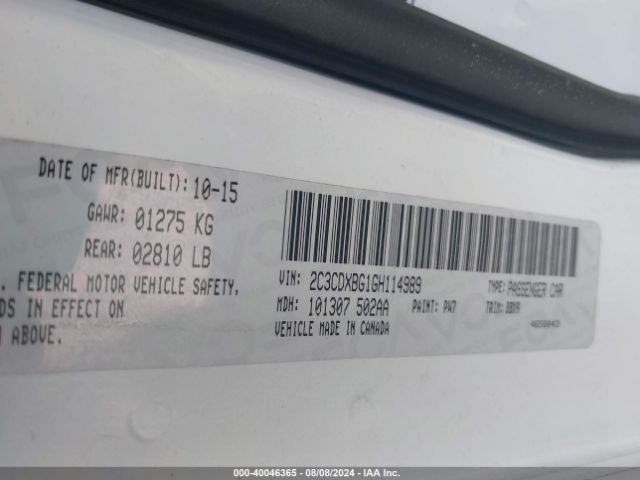 DATE OF MFR(BUILT): 10-15
GAWR: 01275 KG
REAR: 02810 LB
. FEDERAL MOTOR VEHICLE SAFETY,
DS IN EFFECT ON
ABOVE.
VIN: 2C3CDXBG1GH114989
TYPE: PASSENGER CAR
MDH: 101307 502AA
PAINT: PW7
TRIM: DBX9
VEHICLE MADE IN CANADA
000-40046365 - 08/08/2024 - IAA Inc.